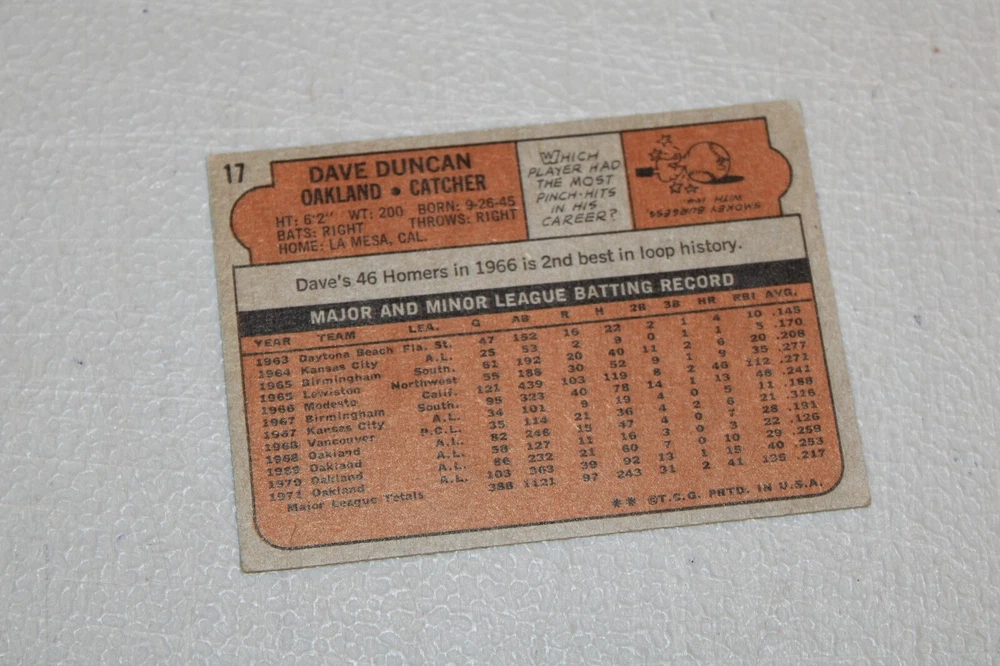 17
DAVE DUNCAN
OAKLAND • CATCHER
HT: 6'2" WT: 200 BORN: 9-26-45
BATS: RIGHT THROWS: RIGHT
HOME: LA MESA, CAL.
WHICH
PLAYER HAD
THE MOST
PINCH-HITS
IN HIS
CAREER?
SMOKEY BURGESS
WITH
Dave's 46 Homers in 1966 is 2nd best in loop history.
MAJOR AND MINOR LEAGUE BATTING RECORD
YEAR TEAM LEA. G AB R H 2B 3B HR RBI AVG.
1963 Daytona Beach Fla. St. 47 152 16 22 2 1 4 10 .145
1964 Kansas City A.L. 25 53 2 9 0 1 1 5 .170
1965 Birmingham South. 61 192 20 40 11 2 6 20 .208
1965 Lewiston Northwest 55 188 30 52 9 1 9 35 .277
1966 Modesto Calif. 121 439 103 119 8 2 46 112 .271
1967 Birmingham South. 95 323 40 78 14 1 13 46 .241
1967 Kansas City A.L. 34 101 9 19 4 0 5 11 .188
1968 Vancouver P.C.L. 35 114 21 36 4 2 6 21 .316
1968 Oakland A.L. 82 246 15 47 4 0 7 28 .191
1969 Oakland A.L. 58 127 11 16 3 0 3 22 .126
1970 Oakland A.L. 86 232 21 60 7 0 10 29 .259
1971 Oakland A.L. 103 363 39 92 13 1 15 40 .253
Major League Totals 388 1121 97 243 31 2 41 135 .217
** ©T.C.G. PRTD. IN U.S.A.